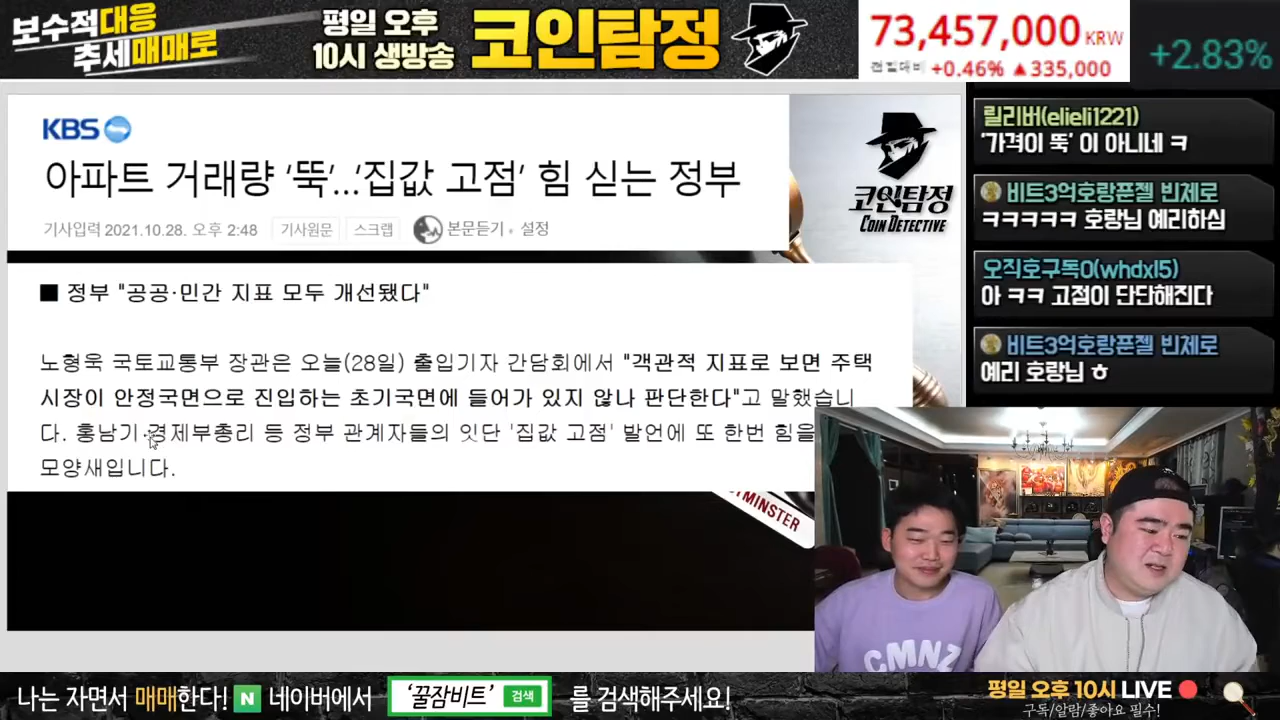 보수적대응
추세매매로
평일 오후
10시 생방송
코인탐정
73,457,000 KRW
전일대비 +0.46% ▲335,000
+2.83%
KBS
아파트 거래량 ‘뚝’…‘집값 고점’ 힘 싣는 정부
기사입력 2021.10.28. 오후 2:48 기사원문 스크랩 본문듣기 · 설정
코인탐정
COIN DETECTIVE
■ 정부 "공공·민간 지표 모두 개선됐다"
노형욱 국토교통부 장관은 오늘(28일) 출입기자 간담회에서 "객관적 지표로 보면 주택
시장이 안정국면으로 진입하는 초기국면에 들어가 있지 않나 판단한다"고 말했습니
다. 홍남기 경제부총리 등 정부 관계자들의 잇단 '집값 고점' 발언에 또 한번 힘을
모양새입니다.
MINSTER
릴리버(elieli1221)
'가격이 뚝' 이 아니네 ㅋ
비트3억호랑픈젤 빈체로
ㅋㅋㅋㅋㅋ 호랑님 예리하심
오직호구독0(whdxl5)
아 ㅋㅋ 고점이 단단해진다
비트3억호랑픈젤 빈체로
예리 호랑님 ㅎ
CMNZ
나는 자면서 매매한다! N 네이버에서 '꿀잠비트' 검색 를 검색해주세요!
평일 오후 10시 LIVE
구독/알람/좋아요 필수!